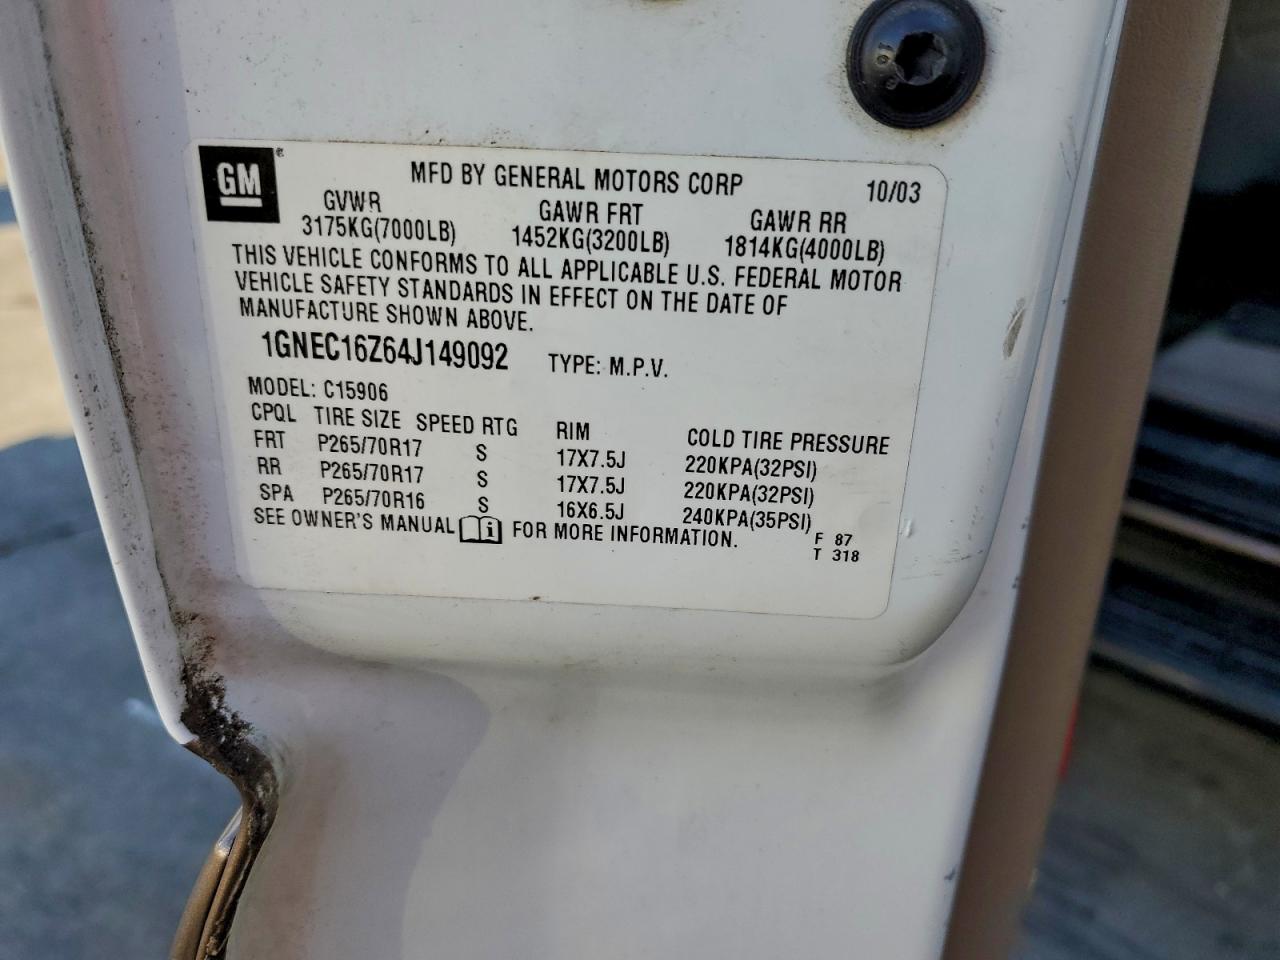 GM
MFD BY GENERAL MOTORS CORP 10/03
GVWR GAWR FRT GAWR RR
3175KG(7000LB) 1452KG(3200LB) 1814KG(4000LB)
THIS VEHICLE CONFORMS TO ALL APPLICABLE U.S. FEDERAL MOTOR
VEHICLE SAFETY STANDARDS IN EFFECT ON THE DATE OF
MANUFACTURE SHOWN ABOVE.
1GNEC16Z64J149092 TYPE: M.P.V.
MODEL: C15906
CPQL TIRE SIZE SPEED RTG RIM COLD TIRE PRESSURE
FRT P265/70R17 S 17X7.5J 220KPA(32PSI)
RR P265/70R17 S 17X7.5J 220KPA(32PSI)
SPA P265/70R16 S 16X6.5J 240KPA(35PSI)
SEE OWNER'S MANUAL i FOR MORE INFORMATION.
F 87
T 318